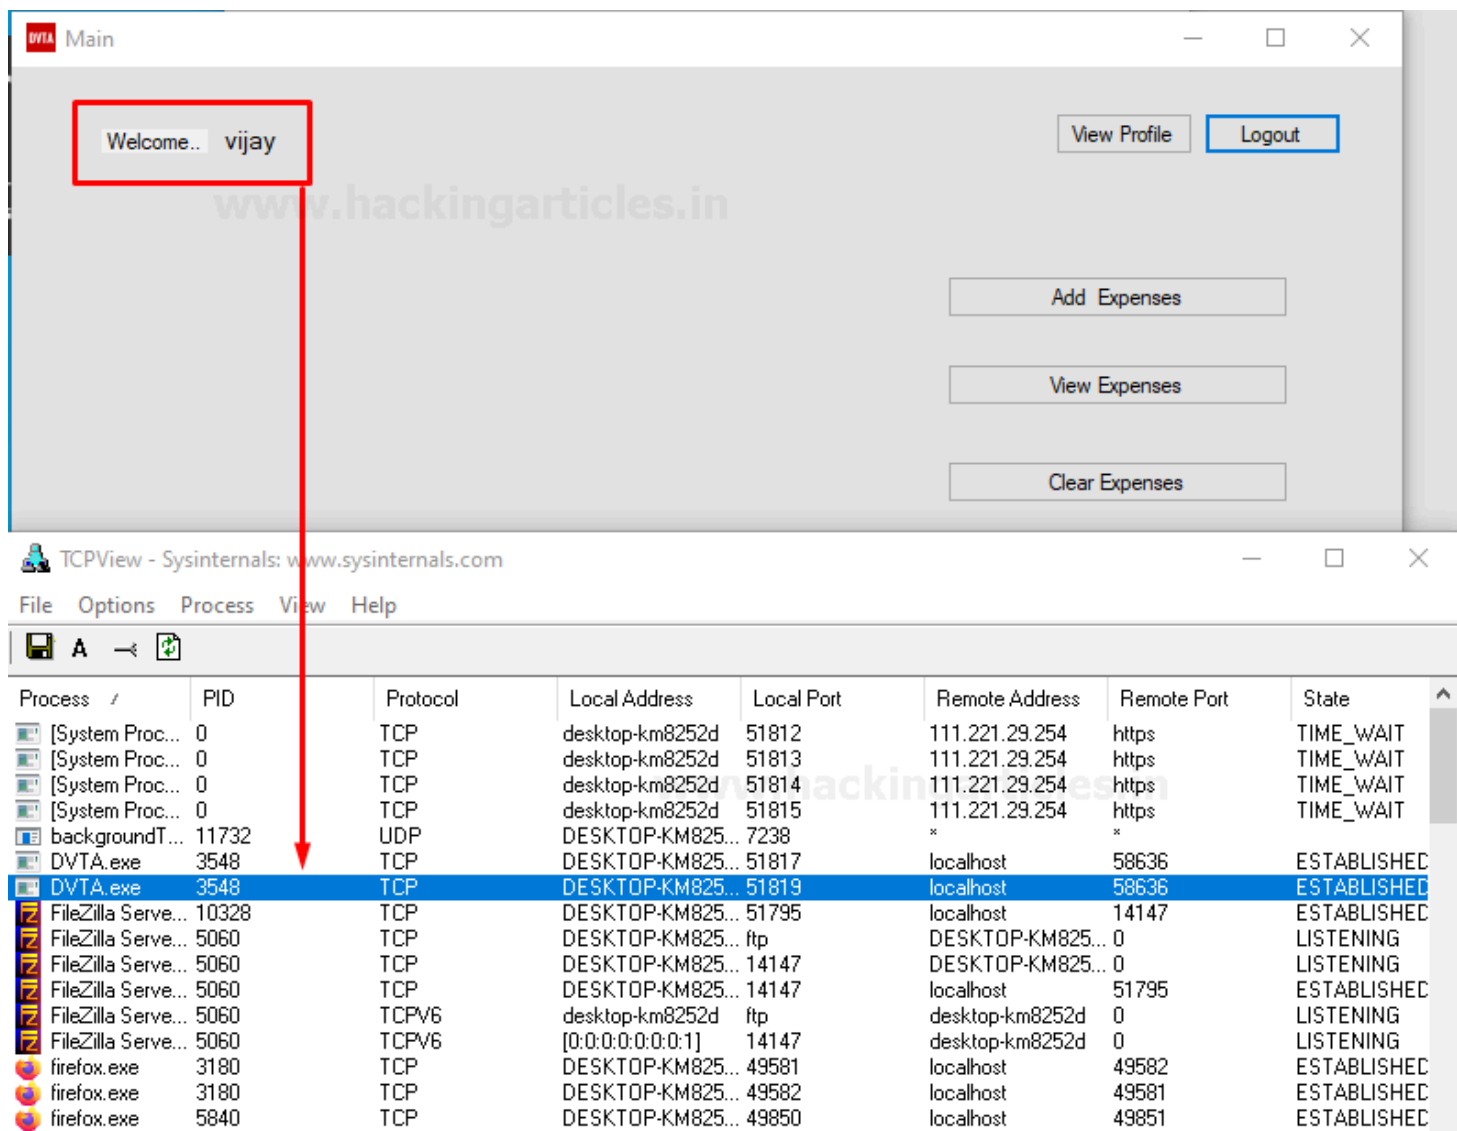 DVTA Main
Welcome.. vijay
View Profile Logout
www.hackingarticles.in
Add Expenses
View Expenses
Clear Expenses
TCPView - Sysinternals: www.sysinternals.com
File Options Process View Help
A
Process / PID Protocol Local Address Local Port Remote Address Remote Port State
[System Proc... 0 TCP desktop-km8252d 51812 111.221.29.254 https TIME_WAIT
[System Proc... 0 TCP desktop-km8252d 51813 111.221.29.254 https TIME_WAIT
[System Proc... 0 TCP desktop-km8252d 51814 111.221.29.254 https TIME_WAIT
www.hackingarticles.in
[System Proc... 0 TCP desktop-km8252d 51815 111.221.29.254 https TIME_WAIT
backgroundT... 11732 UDP DESKTOP-KM825... 7238 * *
DVTA.exe 3548 TCP DESKTOP-KM825... 51817 localhost 58636 ESTABLISHED
DVTA.exe 3548 TCP DESKTOP-KM825... 51819 localhost 58636 ESTABLISHED
FileZilla Serve... 10328 TCP DESKTOP-KM825... 51795 localhost 14147 ESTABLISHED
FileZilla Serve... 5060 TCP DESKTOP-KM825... ftp DESKTOP-KM825... 0 LISTENING
FileZilla Serve... 5060 TCP DESKTOP-KM825... 14147 DESKTOP-KM825... 0 LISTENING
FileZilla Serve... 5060 TCP DESKTOP-KM825... 14147 localhost 51795 ESTABLISHED
FileZilla Serve... 5060 TCPV6 desktop-km8252d ftp desktop-km8252d 0 LISTENING
FileZilla Serve... 5060 TCPV6 [0:0:0:0:0:0:0:1] 14147 desktop-km8252d 0 LISTENING
firefox.exe 3180 TCP DESKTOP-KM825... 49581 localhost 49582 ESTABLISHED
firefox.exe 3180 TCP DESKTOP-KM825... 49582 localhost 49581 ESTABLISHED
firefox.exe 5840 TCP DESKTOP-KM825... 49850 localhost 49851 ESTABLISHED